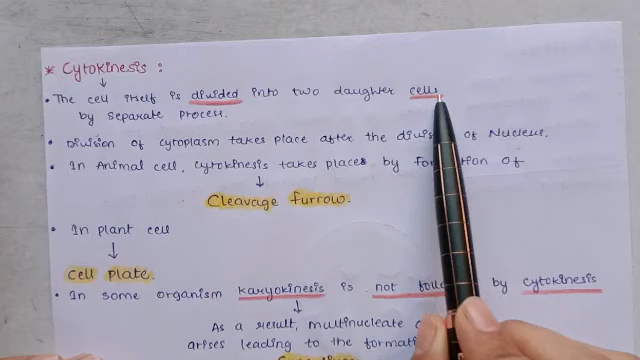 * Cytokinesis :
↓
• The cell itself is divided into two daughter cells
by separate process.
• Division of cytoplasm takes place after the of Nucleus.
• In Animal cell, cytokinesis takes places by of
↓
Cleavage furrow.
• In plant cell
↓
cell plate.
• In some organism karyokinesis is not by cytokinesis
↓
As a result, multinucleate
arises leading to the